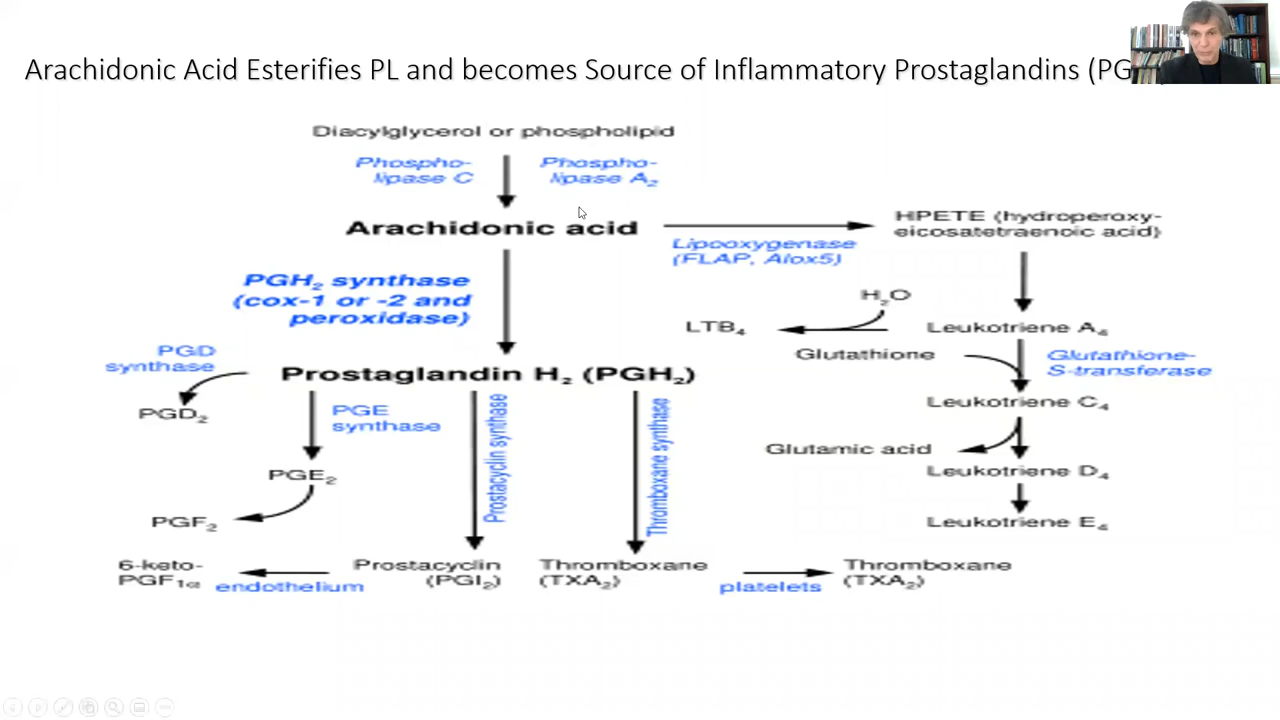 Arachidonic Acid Esterifies PL and becomes Source of Inflammatory Prostaglandins (PG
Diacylglycerol or phospholipid
Phospho-
lipase C
Phospho-
lipase A₂
Arachidonic acid
HPETE (hydroperoxy-
eicosatetraenoic acid)
Lipooxygenase
(FLAP, Alox5)
PGH₂ synthase
(cox-1 or -2 and
peroxidase)
H₂O
LTB₄
Leukotriene A₄
Glutathione
Glutathione-
S-transferase
PGD
synthase
Prostaglandin H₂ (PGH₂)
PGD₂
PGE
synthase
Prostacyclin synthase
Thromboxane synthase
Leukotriene C₄
Glutamic acid
Leukotriene D₄
PGE₂
PGF₂
Leukotriene E₄
6-keto-
PGF₁α
endothelium
Prostacyclin
(PGI₂)
Thromboxane
(TXA₂)
platelets
Thromboxane
(TXA₂)